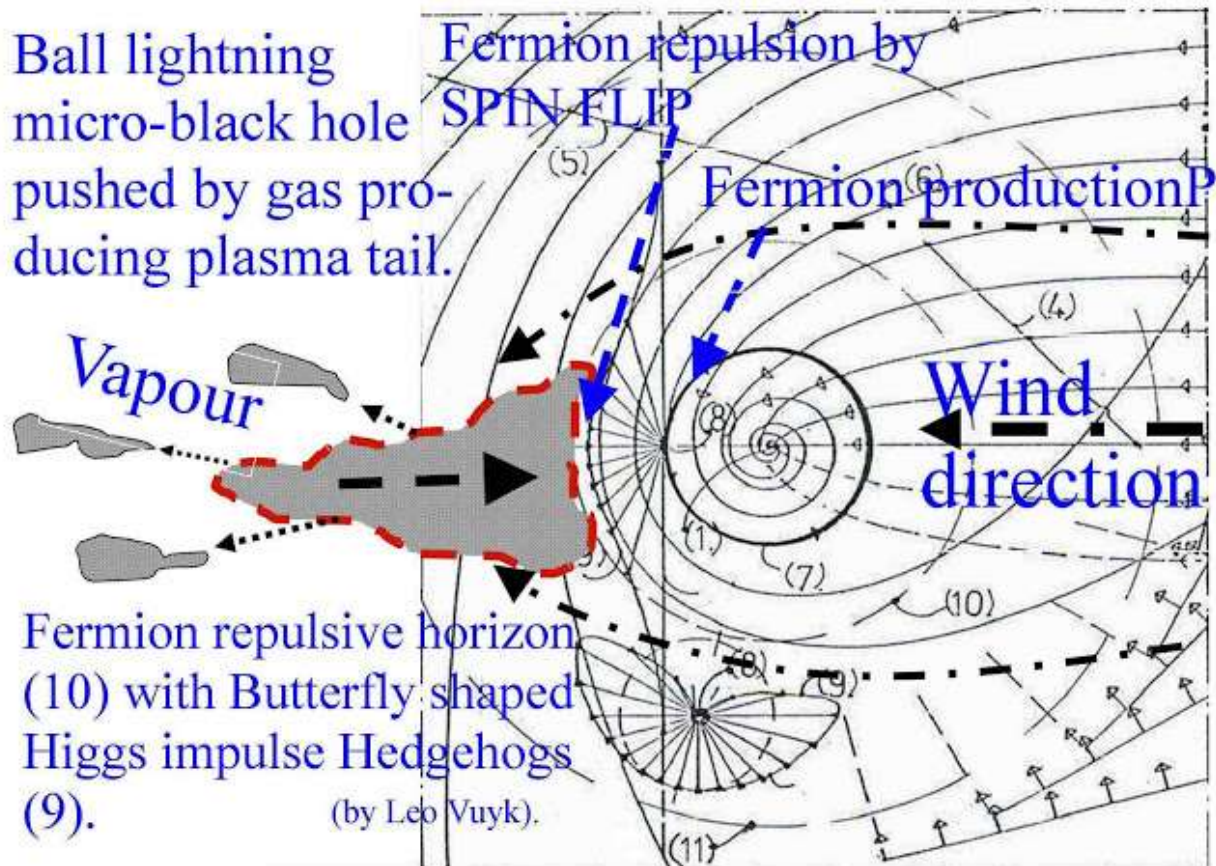 Ball lightning
micro-black hole
pushed by gas pro-
ducing plasma tail.
Fermion repulsion by
SPIN FLIP
(5)
(6)
Fermion productionP
(4)
Vapour
(8)
Wind
direction
(1)
(7)
(10)
(8)
(9)
Fermion repulsive horizon
(10) with Butterfly shaped
Higgs impulse Hedgehogs
(9).
(by Leo Vuyk).
(11)